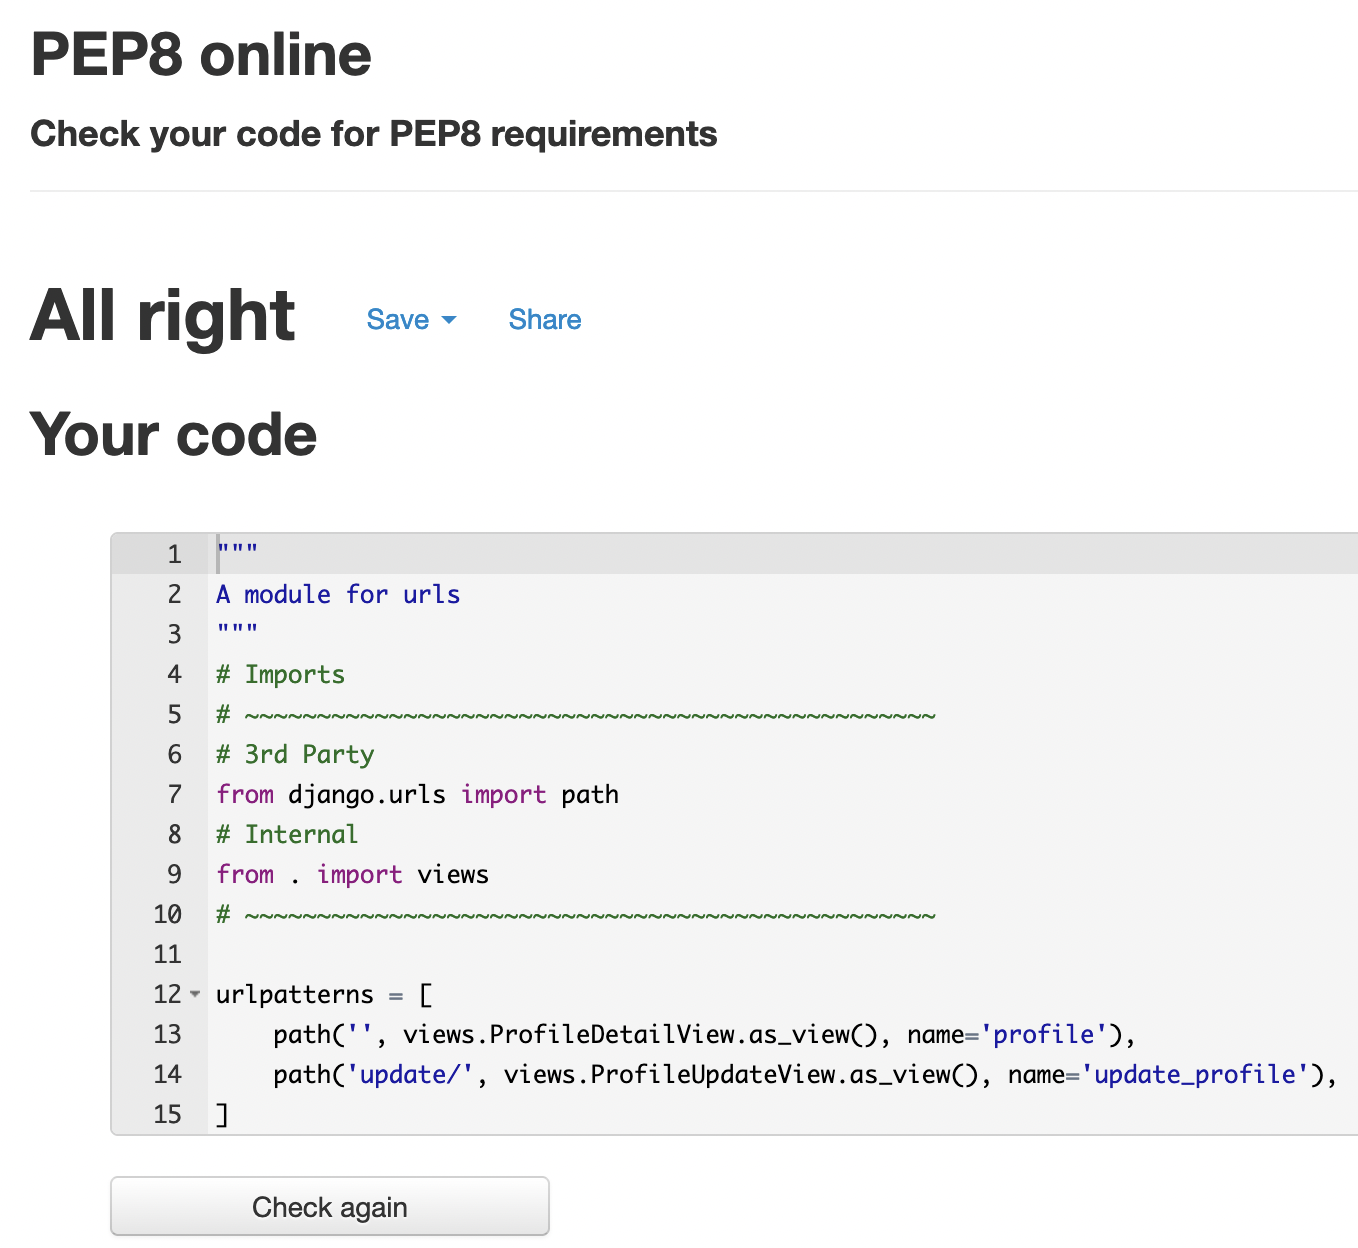 PEP8 online
Check your code for PEP8 requirements
All right Save Share
Your code
1 """
2 A module for urls
3 """
4 # Imports
5 # ~~~~~~~~~~~~~~~~~~~~~~~~~~~~~~~~~~~~~~~~~~~~~~~~
6 # 3rd Party
7 from django.urls import path
8 # Internal
9 from . import views
10 # ~~~~~~~~~~~~~~~~~~~~~~~~~~~~~~~~~~~~~~~~~~~~~~~~
11
12 urlpatterns = [
13     path('', views.ProfileDetailView.as_view(), name='profile'),
14     path('update/', views.ProfileUpdateView.as_view(), name='update_profile'),
15 ]
Check again